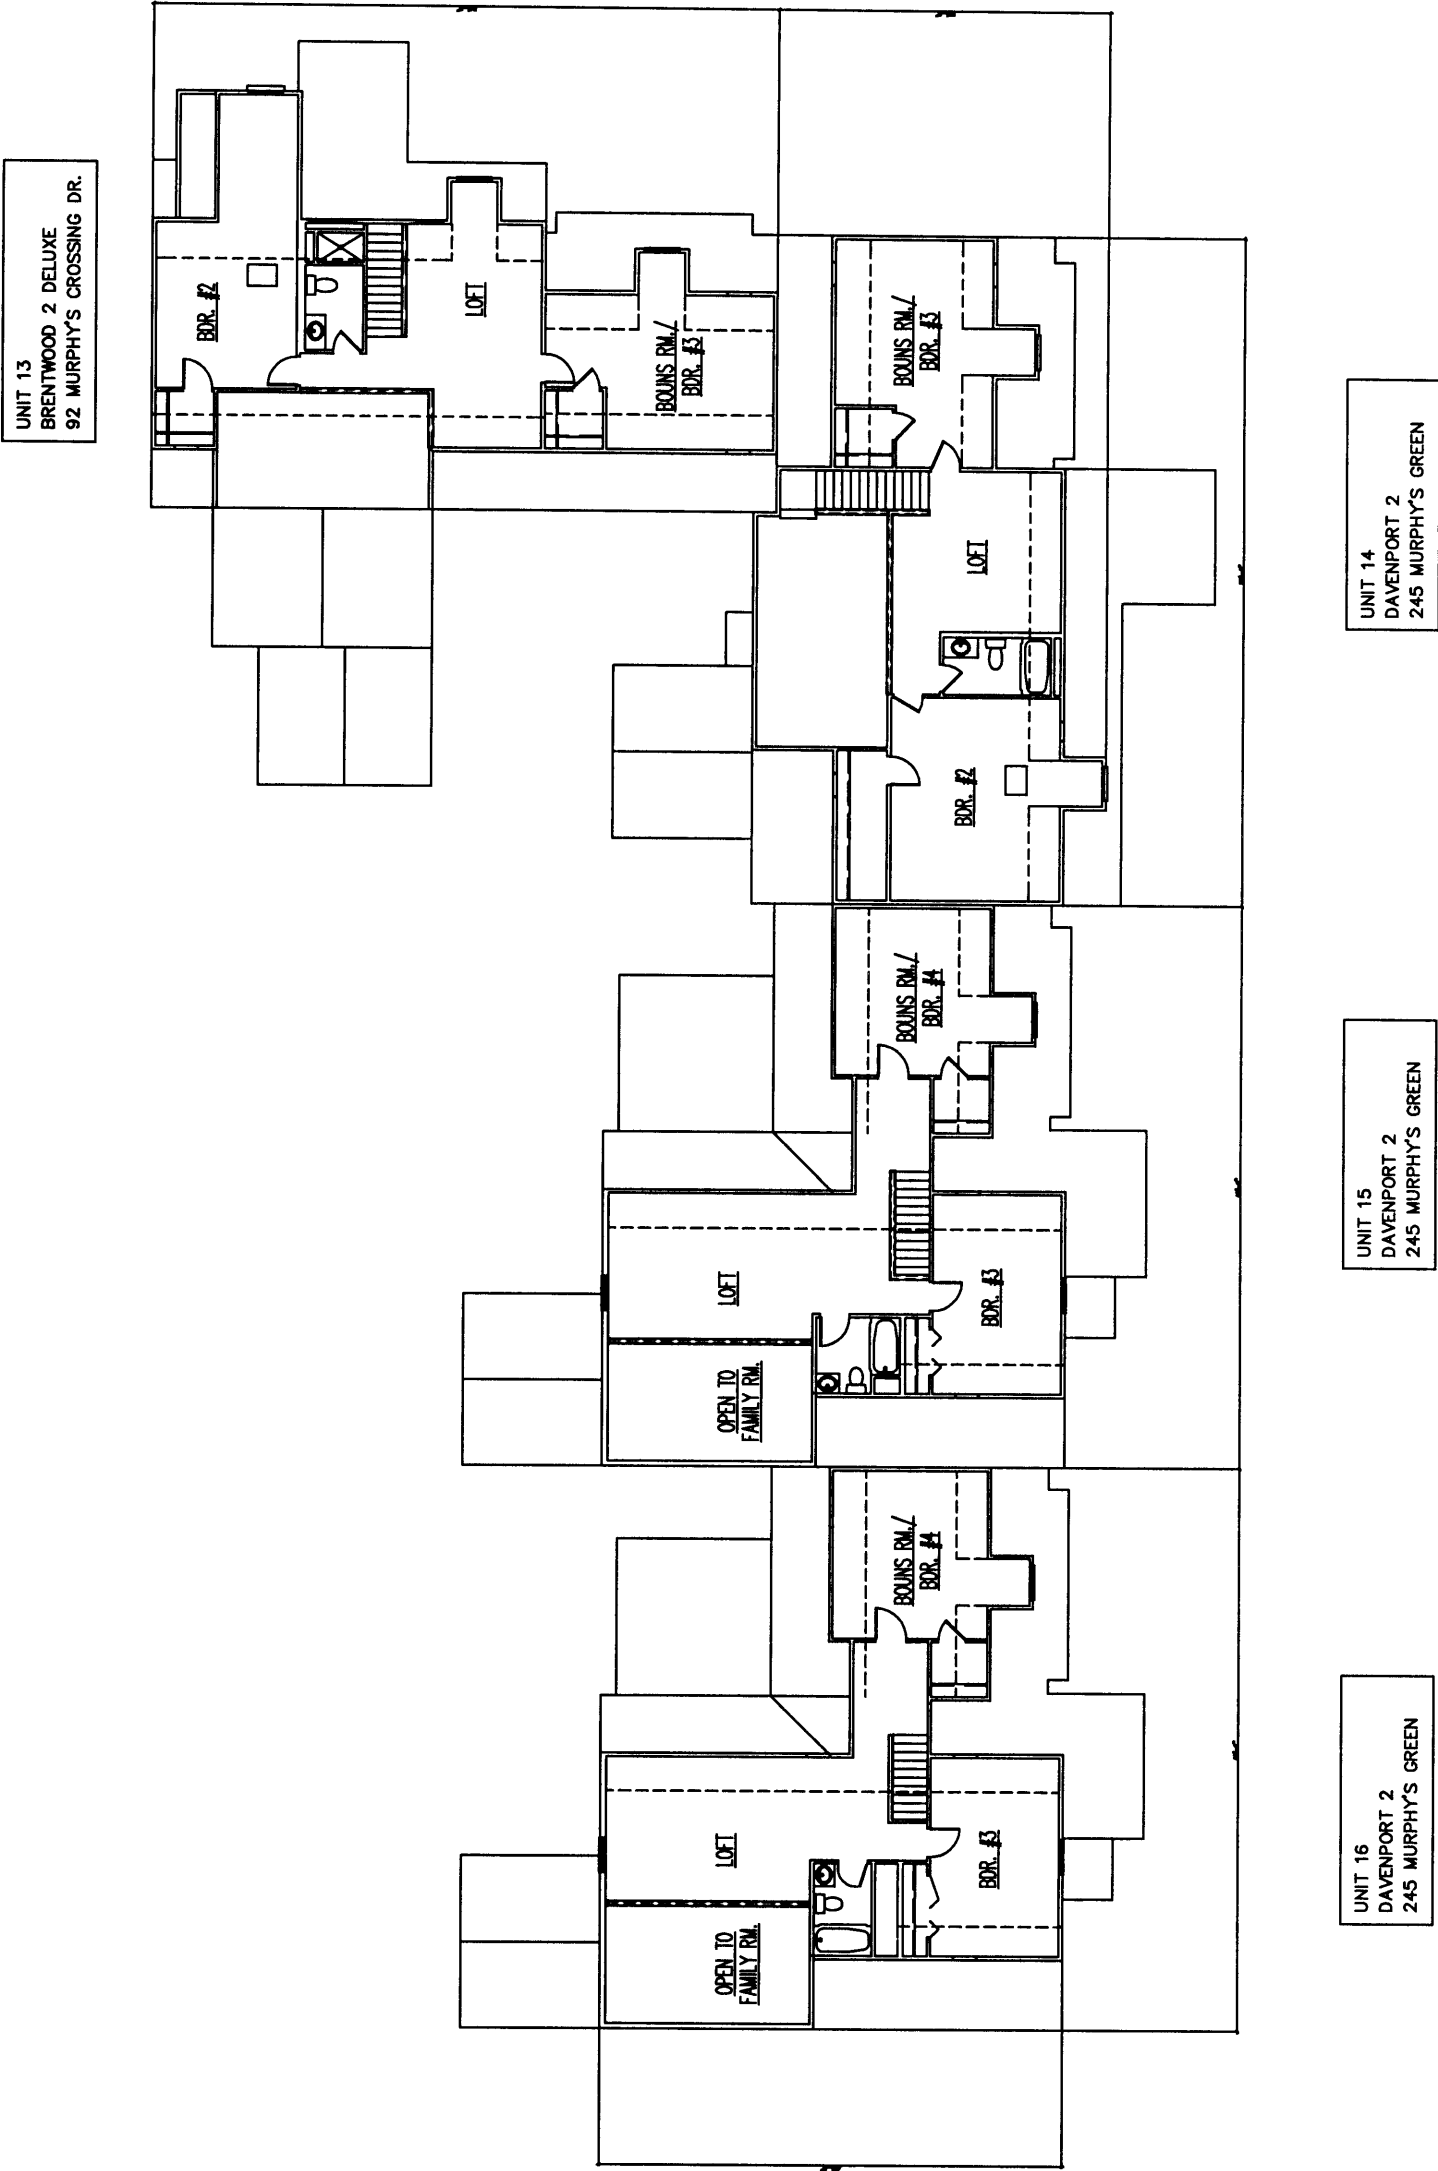 UNIT 13
BRENTWOOD 2 DELUXE
92 MURPHY'S CROSSING DR.
BDR. #2
LOFT
BOUNS RM./
BDR. #3
UNIT 14
DAVENPORT 2
245 MURPHY'S GREEN
BOUNS RM./
BDR. #3
LOFT
BDR. #2
UNIT 15
DAVENPORT 2
245 MURPHY'S GREEN
BOUNS RM./
BDR. #4
LOFT
BDR. #3
OPEN TO
FAMILY RM.
UNIT 16
DAVENPORT 2
245 MURPHY'S GREEN
BOUNS RM./
BDR. #4
LOFT
BDR. #3
OPEN TO
FAMILY RM.